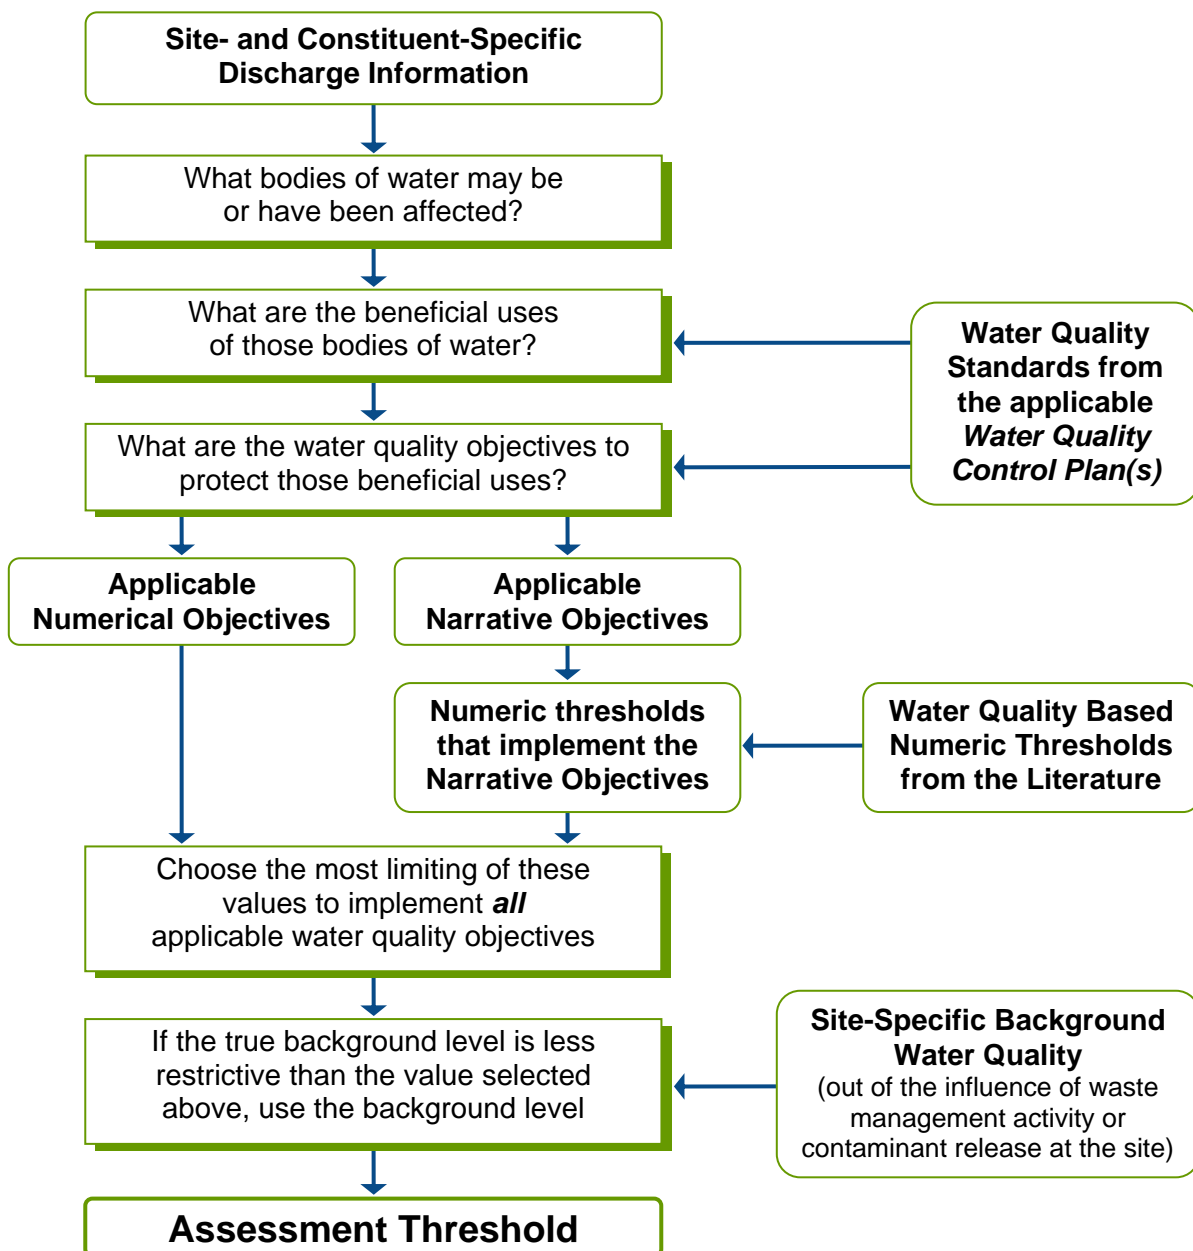 Site- and Constituent-Specific
Discharge Information
What bodies of water may be
or have been affected?
What are the beneficial uses
of those bodies of water?
Water Quality
Standards from
the applicable
Water Quality
Control Plan(s)
What are the water quality objectives to
protect those beneficial uses?
Applicable
Numerical Objectives
Applicable
Narrative Objectives
Numeric thresholds
that implement the
Narrative Objectives
Water Quality Based
Numeric Thresholds
from the Literature
Choose the most limiting of these
values to implement all
applicable water quality objectives
If the true background level is less
restrictive than the value selected
above, use the background level
Site-Specific Background
Water Quality
(out of the influence of waste
management activity or
contaminant release at the site)
Assessment Threshold